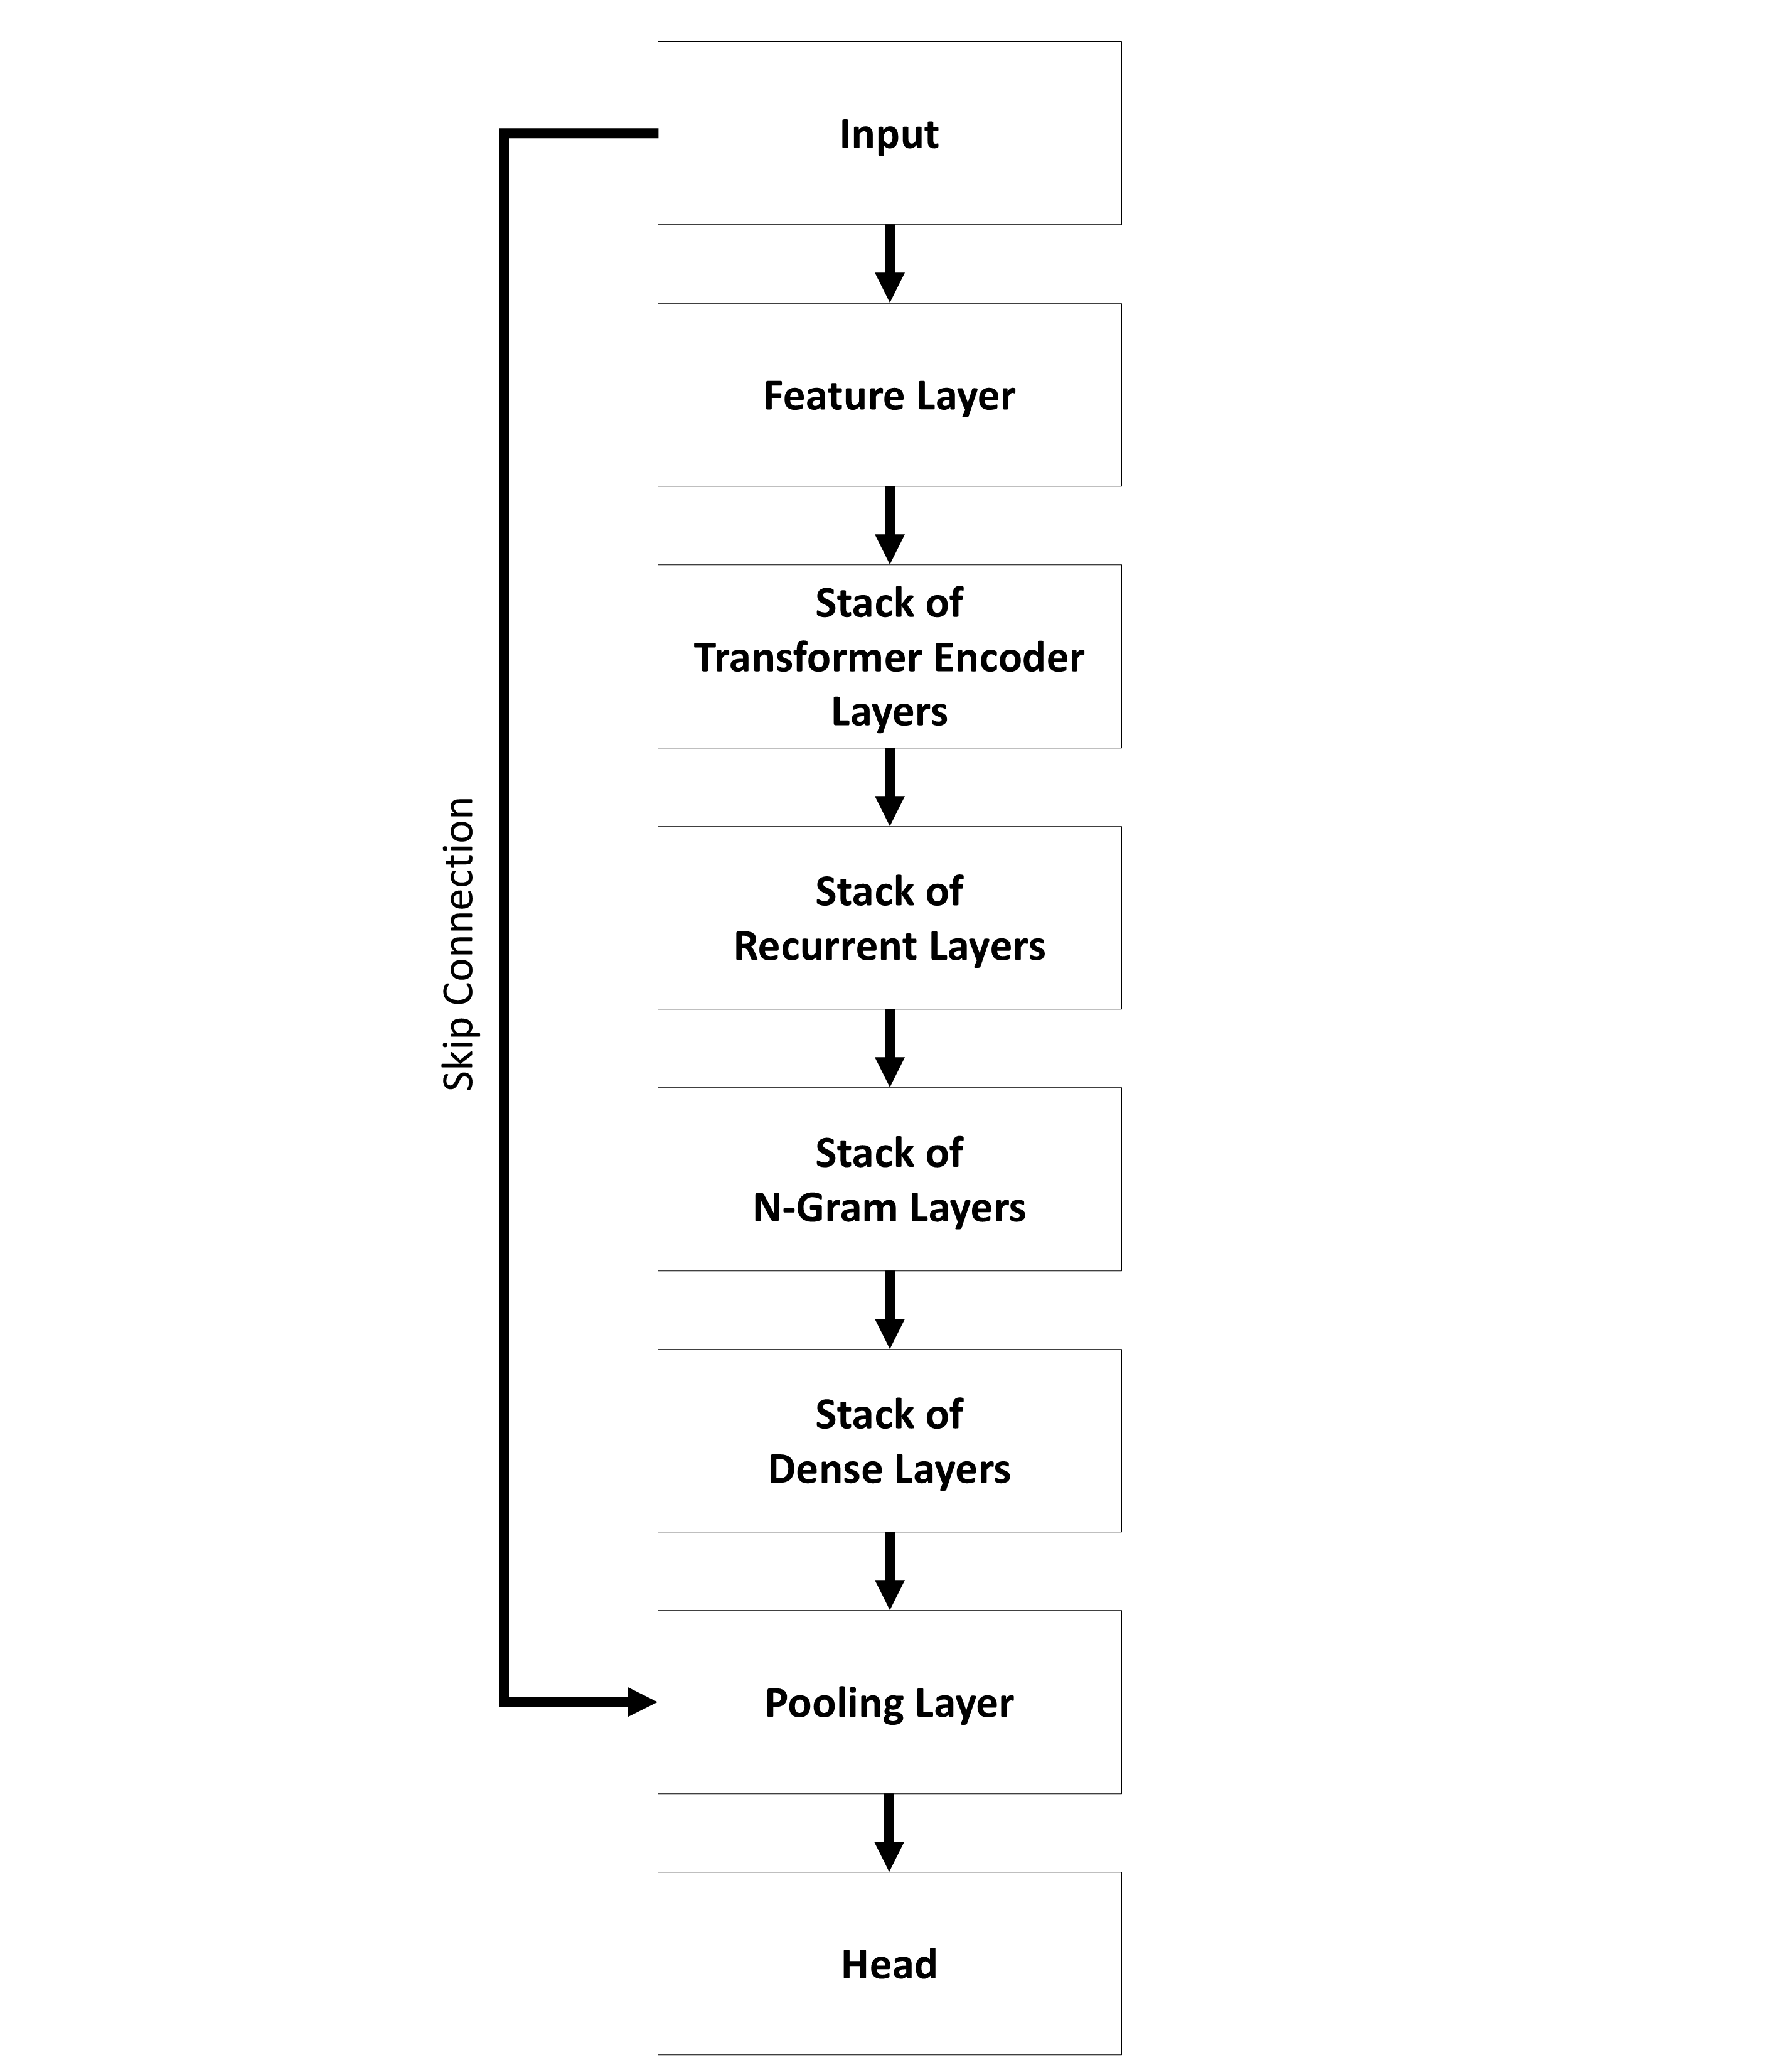 Input
Feature Layer
Stack of
Transformer Encoder
Layers
Stack of
Recurrent Layers
Skip Connection
Stack of
N-Gram Layers
Stack of
Dense Layers
Pooling Layer
Head